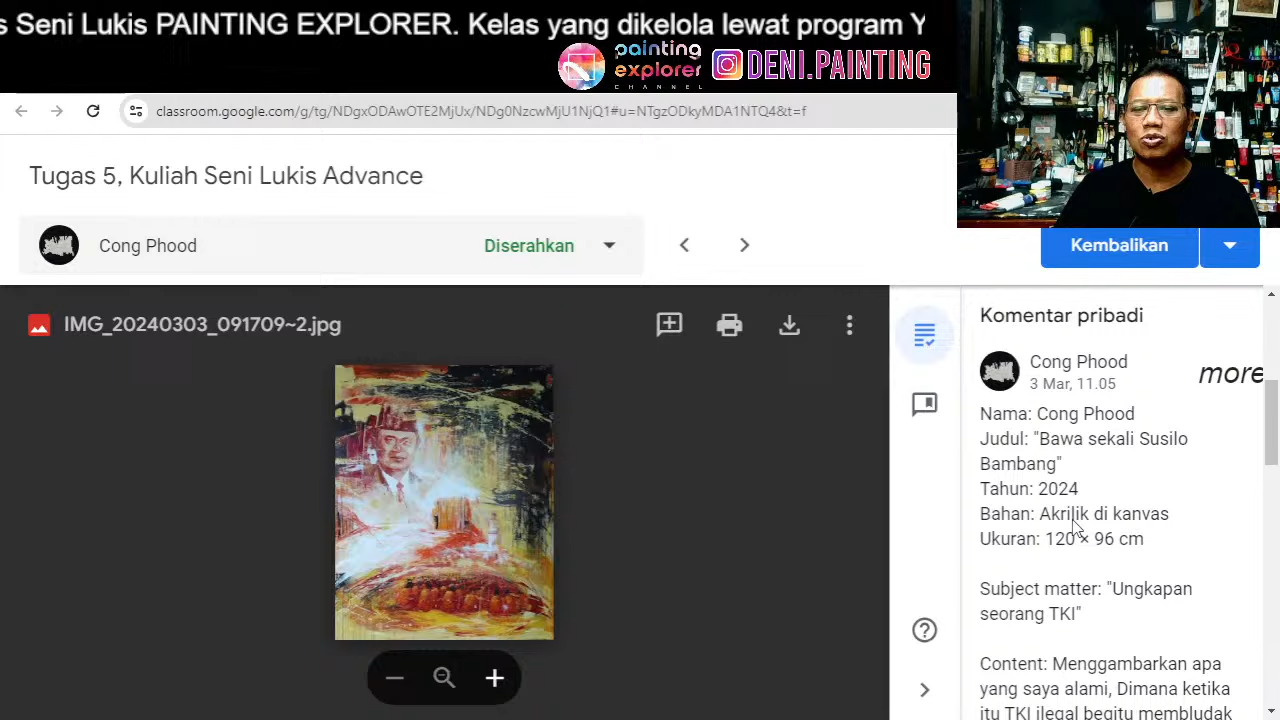 s Seni Lukis PAINTING EXPLORER. Kelas yang dikelola lewat program Y
painting
explorer
CHANNEL
DENI.PAINTING
classroom.google.com/g/tg/NDgxODAwOTE2MjUx/NDg0NzcwMjU1NjQ1#u=NTgzODkyMDA1NTQ4&t=f
Tugas 5, Kuliah Seni Lukis Advance
Cong Phood
Diserahkan
Kembalikan
IMG_20240303_091709~2.jpg
Komentar pribadi
Cong Phood
3 Mar, 11.05
more
Nama: Cong Phood
Judul: "Bawa sekali Susilo
Bambang"
Tahun: 2024
Bahan: Akrilik di kanvas
Ukuran: 120 × 96 cm
Subject matter: "Ungkapan
seorang TKI"
Content: Menggambarkan apa
yang saya alami, Dimana ketika
itu TKI ilegal begitu membludak